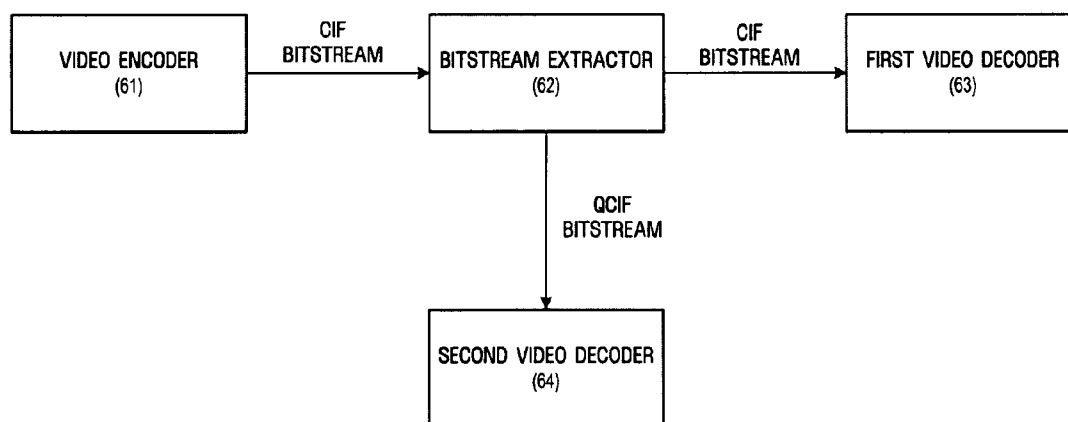 VIDEO ENCODER
(61)
CIF
BITSTREAM
BITSTREAM EXTRACTOR
(62)
CIF
BITSTREAM
FIRST VIDEO DECODER
(63)
QCIF
BITSTREAM
SECOND VIDEO DECODER
(64)